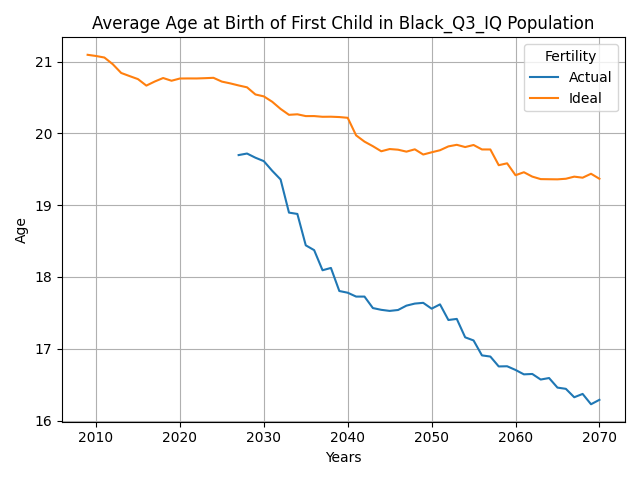 Average Age at Birth of First Child in Black_Q3_IQ Population
Fertility
Actual
Ideal
Age
21
20
19
18
17
16
2010 2020 2030 2040 2050 2060 2070
Years